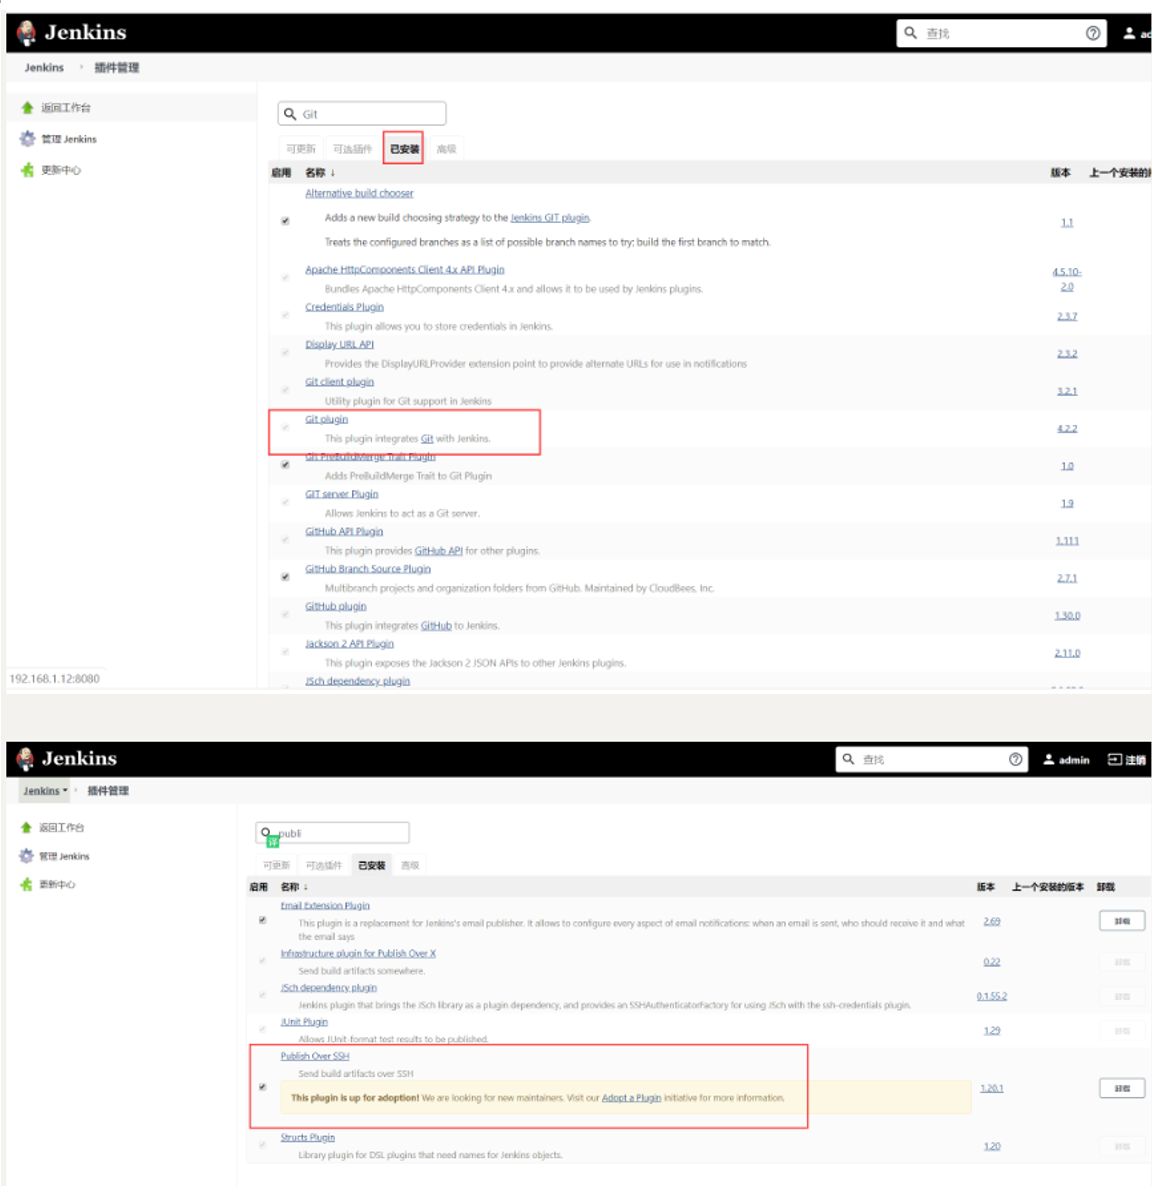 Jenkins
查找
Jenkins
插件管理
返回工作台
管理 Jenkins
更新中心
Git
可更新 可选插件 已安装 高级
启用 名称 ↓ 版本 上一个安装的
Alternative build chooser
Adds a new build choosing strategy to the Jenkins GIT plugin.
Treats the configured branches as a list of possible branch names to try; build the first branch to match.
1.1
Apache HttpComponents Client 4.x API Plugin
Bundles Apache HttpComponents Client 4.x and allows it to be used by Jenkins plugins.
4.5.10-
2.0
Credentials Plugin
This plugin allows you to store credentials in Jenkins.
2.3.7
Display URL API
Provides the DisplayURLProvider extension point to provide alternate URLs for use in notifications
2.3.2
Git client plugin
Utility plugin for Git support in Jenkins
3.2.1
Git plugin
This plugin integrates Git with Jenkins.
4.2.2
Git PreBuildMerge Trait Plugin
Adds PreBuildMerge Trait to Git Plugin
1.0
GIT server Plugin
Allows Jenkins to act as a Git server.
1.9
GitHub API Plugin
This plugin provides GitHub API for other plugins.
1.111
GitHub Branch Source Plugin
Multibranch projects and organization folders from GitHub. Maintained by CloudBees, Inc.
2.7.1
GitHub plugin
This plugin integrates GitHub to Jenkins.
1.30.0
Jackson 2 API Plugin
This plugin exposes the Jackson 2 JSON APIs to other Jenkins plugins.
2.11.0
JSch dependency plugin
192.168.1.12:8080
Jenkins
查找
admin
注销
Jenkins
插件管理
返回工作台
管理 Jenkins
更新中心
publi
译
可更新 可选插件 已安装 高级
启用 名称 ↓ 版本 上一个安装的版本 卸载
Email Extension Plugin
This plugin is a replacement for Jenkins's email publisher. It allows to configure every aspect of email notifications: when an email is sent, who should receive it and what
the email says
2.69
卸载
Infrastructure plugin for Publish Over X
Send build artifacts somewhere.
0.22
卸载
JSch dependency plugin
Jenkins plugin that brings the JSch library as a plugin dependency, and provides an SSHAuthenticatorFactory for using JSch with the ssh-credentials plugin.
0.1.55.2
卸载
JUnit Plugin
Allows JUnit-format test results to be published.
1.29
卸载
Publish Over SSH
Send build artifacts over SSH
This plugin is up for adoption! We are looking for new maintainers. Visit our Adopt a Plugin initiative for more information.
1.20.1
卸载
Structs Plugin
Library plugin for DSL plugins that need names for Jenkins objects.
1.20
卸载